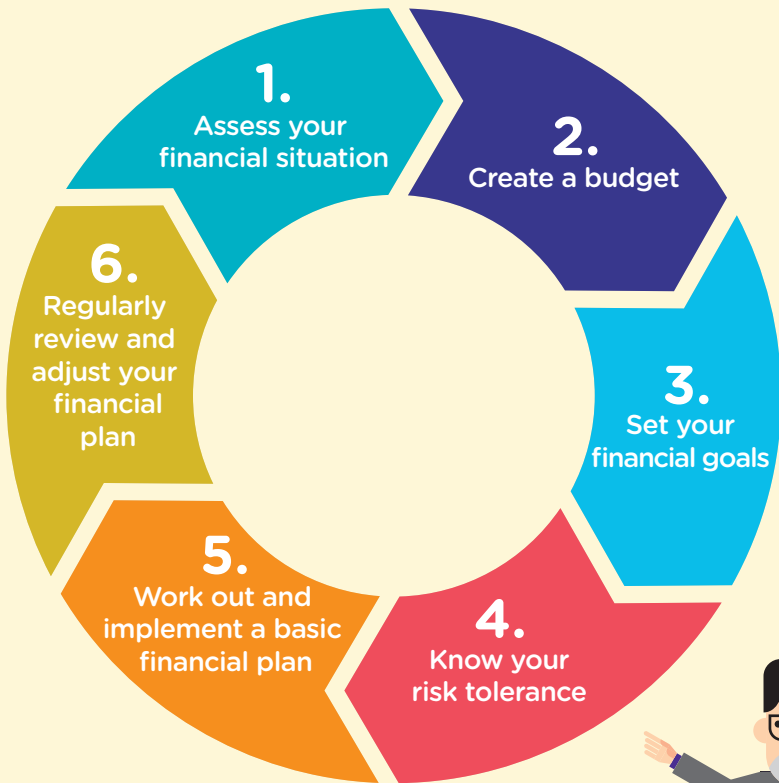 1.
Assess your
financial situation
2.
Create a budget
3.
Set your
financial goals
4.
Know your
risk tolerance
5.
Work out and
implement a basic
financial plan
6.
Regularly
review and
adjust your
financial
plan